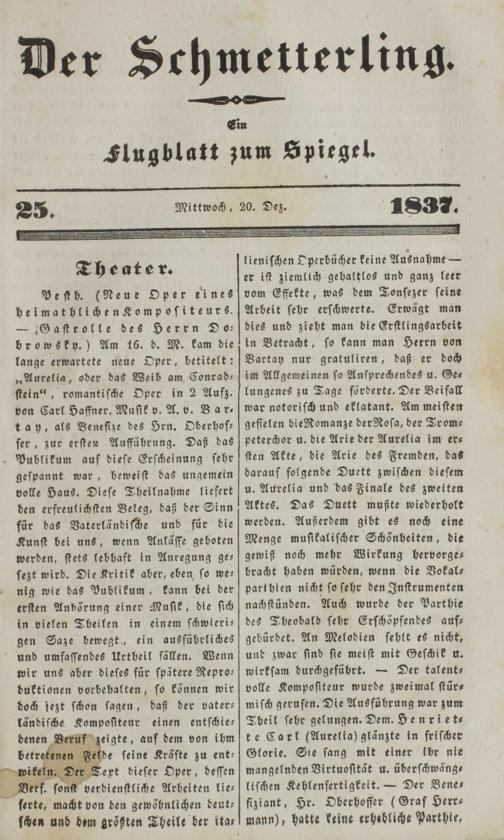 Der Schmetterling.
Ein
Flugblatt zum Spiegel.
25.
Mittwoch, 20. Dez.
1837.
Theater.
Pesth. (Neue Oper eines
heimathlichen Kompositeurs.
— Gastrolle des Herrn Do-
browsky.) Am 16. d. M. kam die
lange erwartete neue Oper, betitelt:
„Aurelia, oder das Weib am Conrad-
stein“, romantische Oper in 2 Aufz.
von Carl Haffner, Musik v. A. v. Bar-
tay, als Benefize des Hrn. Oberhof-
fer, zur ersten Aufführung. Daß das
Publikum auf diese Erscheinung sehr
gespannt war, beweist das ungemein
volle Haus. Diese Theilnahme liefert
den erfreulichsten Beleg, daß der Sinn
für das Vaterländische und für die
Kunst bei uns, wenn Anlässe geboten
werden, stets lebhaft in Anregung ge-
sezt wird. Die Kritik aber, eben so we-
nig wie das Publikum, kann bei der
ersten Anhörung einer Musik, die sich
in vielen Theilen in einem schwieri-
gen Saze bewegt, ein ausführliches
und umfassendes Urtheil fällen. Wenn
wir uns aber dieses für spätere Repro-
duktionen vorbehalten, so können wir
doch jezt schon sagen, daß der vater-
ländische Kompositeur einen entschie-
denen Beruf zeigte, auf dem von ihm
betretenen Felde seine Kräfte zu ent-
wikeln. Der Text dieser Oper, dessen
Verf. sonst verdienstliche Arbeiten lie-
ferte, macht von den gewöhnlichen deut-
schen und dem größten Theile der ita-
lienischen Operbücher keine Ausnahme —
er ist ziemlich gehaltlos und ganz leer
vom Effekte, was dem Tonsezer seine
Arbeit sehr erschwerte. Erwägt man
dies und zieht man die Erstlingsarbeit
in Betracht, so kann man Herrn von
Bartay nur gratuliren, daß er doch
im Allgemeinen so Ansprechendes u. Ge-
lungenes zu Tage förderte. Der Beifall
war notorisch und eklatant. Am meisten
gefielen die Romanze der Rosa, der Trom-
peterchor u. die Arie der Aurelia im er-
sten Akte, die Arie des Fremden, das
darauf folgende Duett zwischen diesem
u. Aurelia und das Finale des zweiten
Aktes. Das Duett mußte wiederholt
werden. Außerdem gibt es noch eine
Menge musikalischer Schönheiten, die
gewiß noch mehr Wirkung hervorge-
bracht haben würden, wenn die Vokal-
parthien nicht so sehr den Instrumenten
nachstünden. Auch wurde der Parthie
des Theobald sehr Erschöpfendes auf-
gebürdet. An Melodien fehlt es nicht,
und zwar sind sie meist mit Geschik u.
wirksam durchgeführt. — Der talent-
volle Kompositeur wurde zweimal stür-
misch gerufen. Die Ausführung war zum
Theil sehr gelungen. Dem. Henriet-
te Carl (Aurelia) glänzte in frischer
Glorie. Sie sang mit einer ihr nie
mangelnden Virtuosität u. überschwäng-
lichen Kehlenfertigkeit. — Der Bene-
fiziant, Hr. Oberhoffer (Graf Herr-
mann), hatte keine erhebliche Parthie,